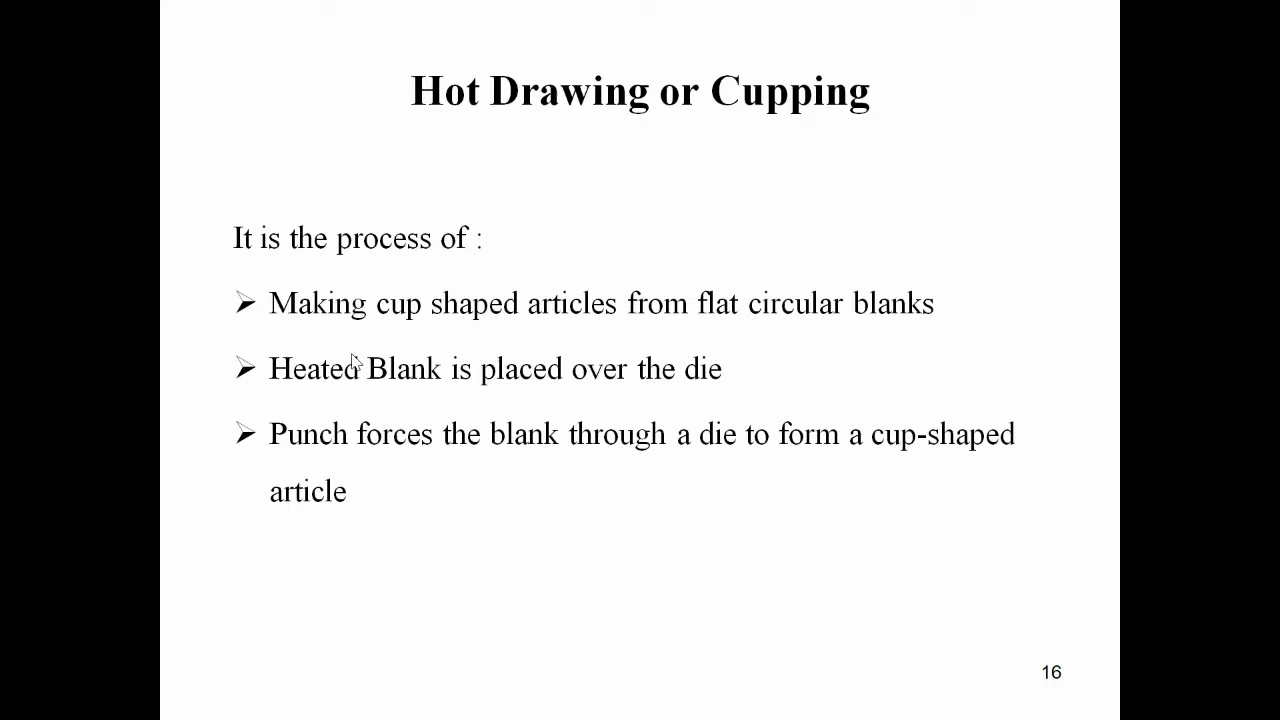 Hot Drawing or Cupping
It is the process of :
➢ Making cup shaped articles from flat circular blanks
➢ Heated Blank is placed over the die
➢ Punch forces the blank through a die to form a cup-shaped
article
16